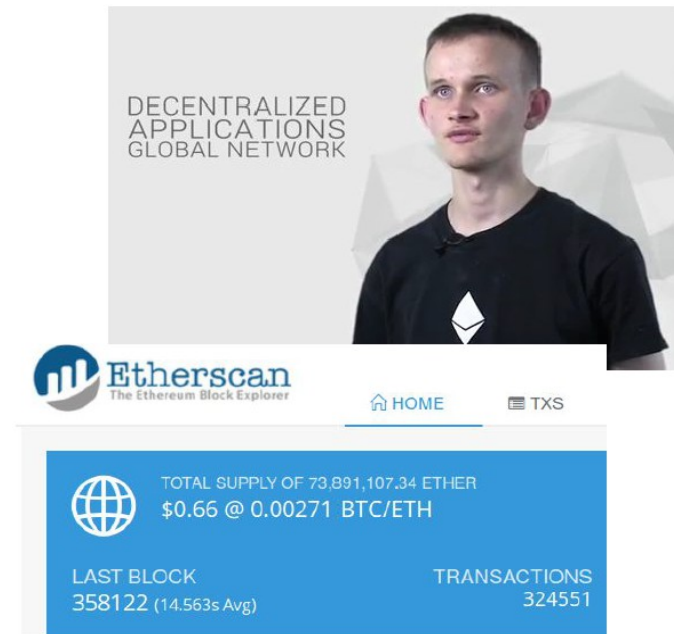 DECENTRALIZED
APPLICATIONS
GLOBAL NETWORK
Etherscan
The Ethereum Block Explorer
HOME
TXS
TOTAL SUPPLY OF 73,891,107.34 ETHER
$0.66 @ 0.00271 BTC/ETH
LAST BLOCK
TRANSACTIONS
358122 (14.563s Avg)
324551